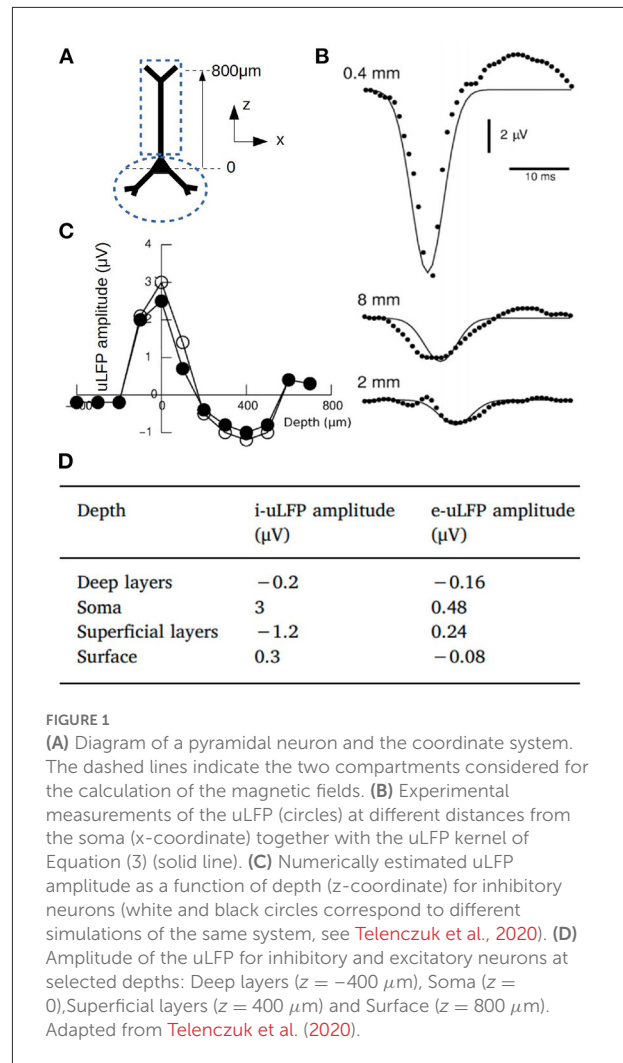 A
800μm
z
x
0
B
0.4 mm
2 μV
10 ms
8 mm
2 mm
C
uLFP amplitude (μV)
4
3
2
1
0
-1
0
400
800
Depth (μm)
D
Depth i-uLFP amplitude e-uLFP amplitude
(μV) (μV)
Deep layers −0.2 −0.16
Soma 3 0.48
Superficial layers −1.2 0.24
Surface 0.3 −0.08
FIGURE 1
(A) Diagram of a pyramidal neuron and the coordinate system.
The dashed lines indicate the two compartments considered for
the calculation of the magnetic fields. (B) Experimental
measurements of the uLFP (circles) at different distances from
the soma (x-coordinate) together with the uLFP kernel of
Equation (3) (solid line). (C) Numerically estimated uLFP
amplitude as a function of depth (z-coordinate) for inhibitory
neurons (white and black circles correspond to different
simulations of the same system, see Telenczuk et al., 2020). (D)
Amplitude of the uLFP for inhibitory and excitatory neurons at
selected depths: Deep layers (z = −400 μm), Soma (z =
0),Superficial layers (z = 400 μm) and Surface (z = 800 μm).
Adapted from Telenczuk et al. (2020).